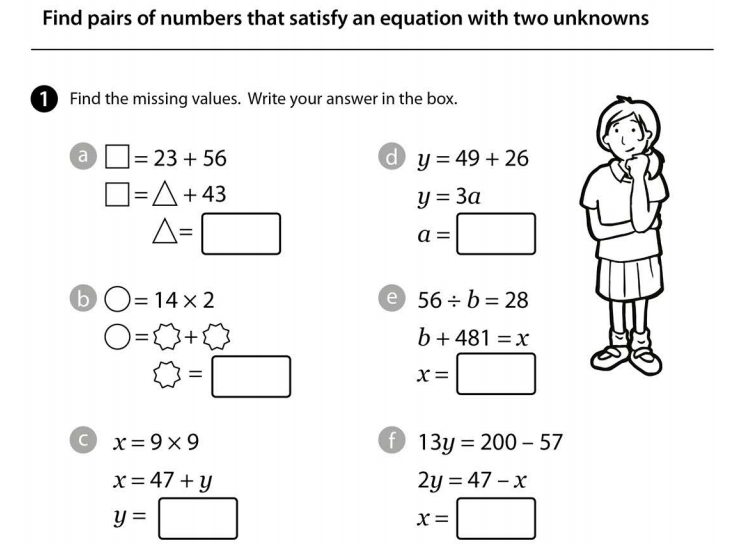 Find pairs of numbers that satisfy an equation with two unknowns
1 Find the missing values. Write your answer in the box.
a □ = 23 + 56
□ = △ + 43
△ =
b ○ = 14 × 2
○ = +
=
c x = 9 × 9
x = 47 + y
y =
d y = 49 + 26
y = 3a
a =
e 56 ÷ b = 28
b + 481 = x
x =
f 13y = 200 – 57
2y = 47 – x
x =